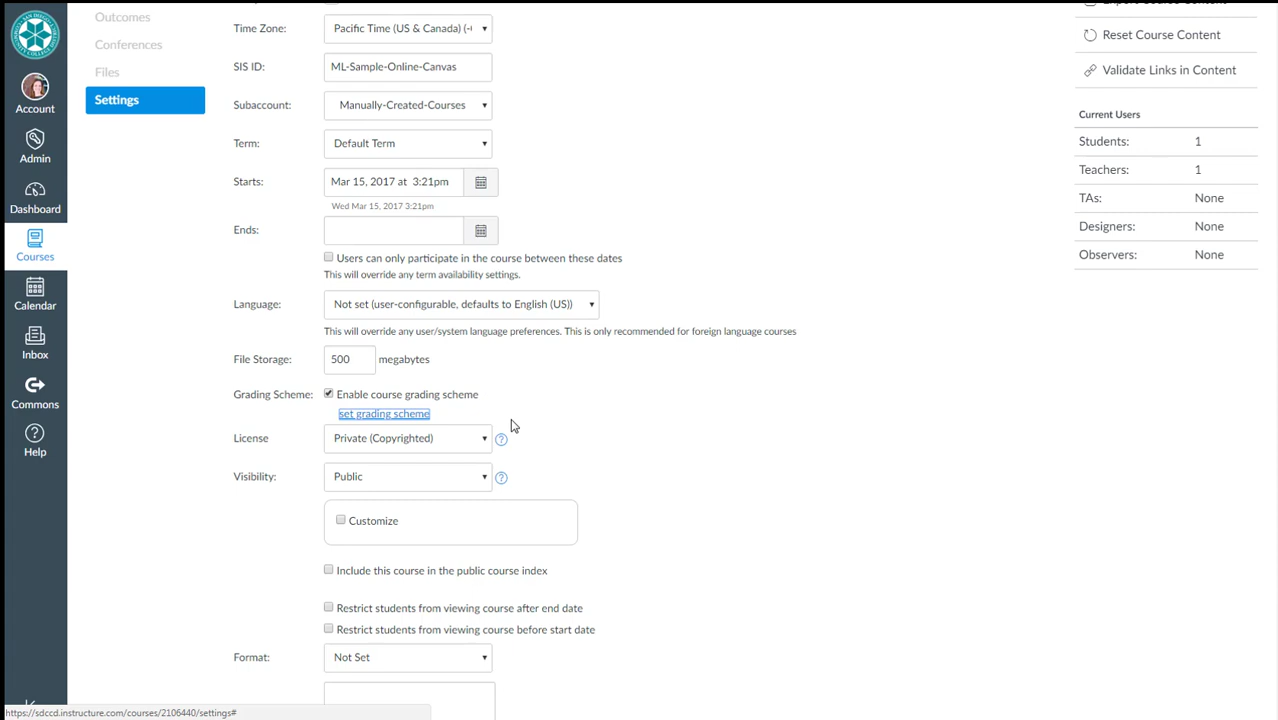 Outcomes
Conferences
Files
Settings
Account
Admin
Dashboard
Courses
Calendar
Inbox
Commons
Help
Time Zone: Pacific Time (US & Canada) (-
SIS ID: ML-Sample-Online-Canvas
Subaccount: Manually-Created-Courses
Term: Default Term
Starts: Mar 15, 2017 at 3:21pm
Wed Mar 15, 2017 3:21pm
Ends:
Users can only participate in the course between these dates
This will override any term availability settings.
Language: Not set (user-configurable, defaults to English (US))
This will override any user/system language preferences. This is only recommended for foreign language courses
File Storage: 500 megabytes
Grading Scheme: Enable course grading scheme
set grading scheme
License Private (Copyrighted) ?
Visibility: Public ?
Customize
Include this course in the public course index
Restrict students from viewing course after end date
Restrict students from viewing course before start date
Format: Not Set
Reset Course Content
Validate Links in Content
Current Users
Students: 1
Teachers: 1
TAs: None
Designers: None
Observers: None
https://sdccd.instructure.com/courses/2106440/settings#